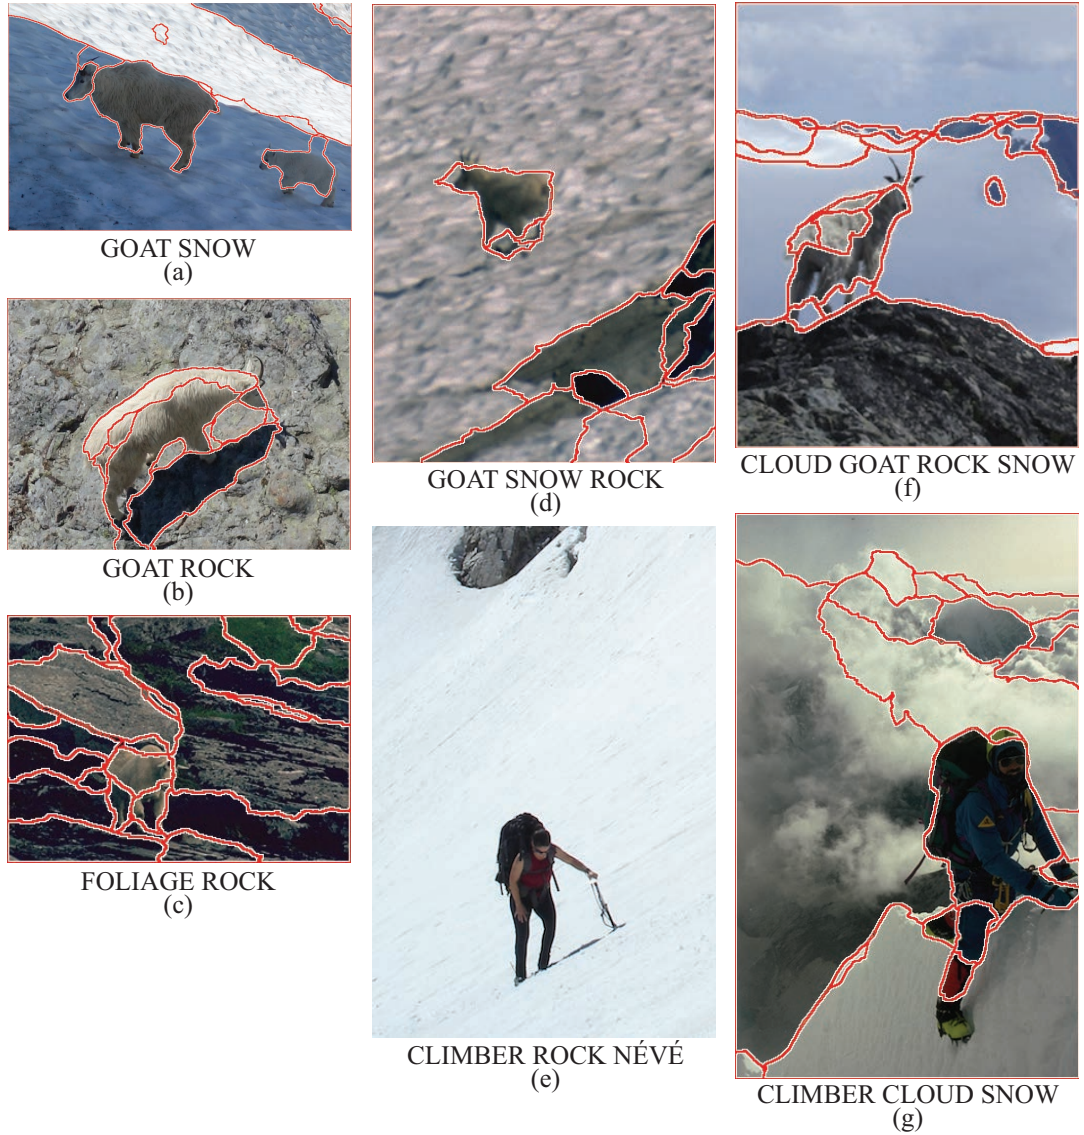 GOAT SNOW
(a)
GOAT ROCK
(b)
FOLIAGE ROCK
(c)
GOAT SNOW ROCK
(d)
CLIMBER ROCK NÉVÉ
(e)
CLOUD GOAT ROCK SNOW
(f)
CLIMBER CLOUD SNOW
(g)